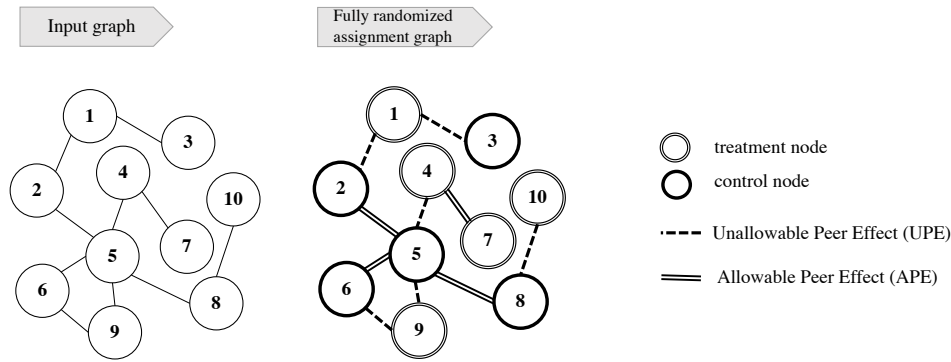 Input graph
Fully randomized
assignment graph
1
3
4
2
10
7
5
6
8
9
1
3
4
2
10
7
5
6
8
9
treatment node
control node
Unallowable Peer Effect (UPE)
Allowable Peer Effect (APE)